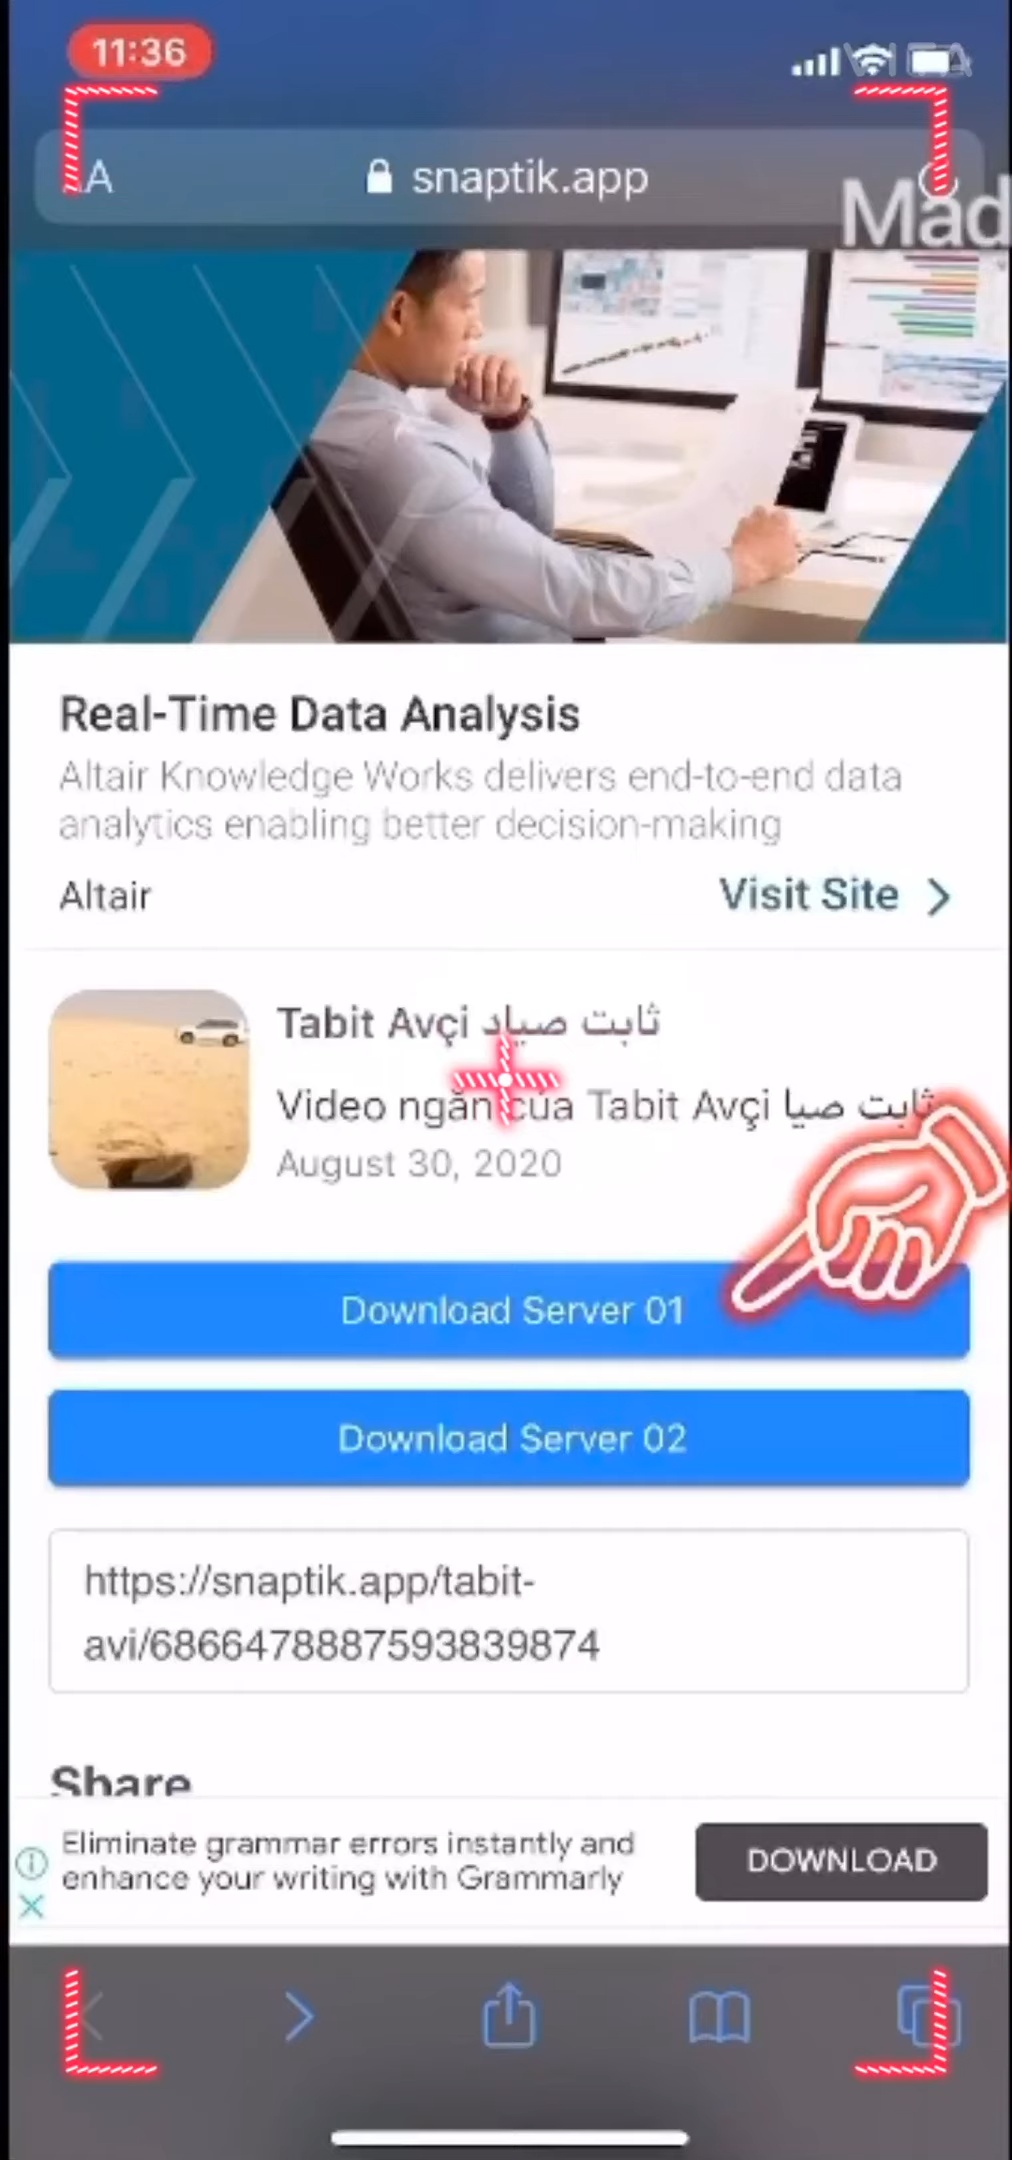 11:36
AA
snaptik.app
Mad
Real-Time Data Analysis
Altair Knowledge Works delivers end-to-end data
analytics enabling better decision-making
Altair
Visit Site
Tabit Avçi ثابت صياد
Video ngắn của Tabit Avçi ثابت صيا
August 30, 2020
Download Server 01
Download Server 02
https://snaptik.app/tabit-
avi/6866478887593839874
Share
Eliminate grammar errors instantly and
enhance your writing with Grammarly
DOWNLOAD